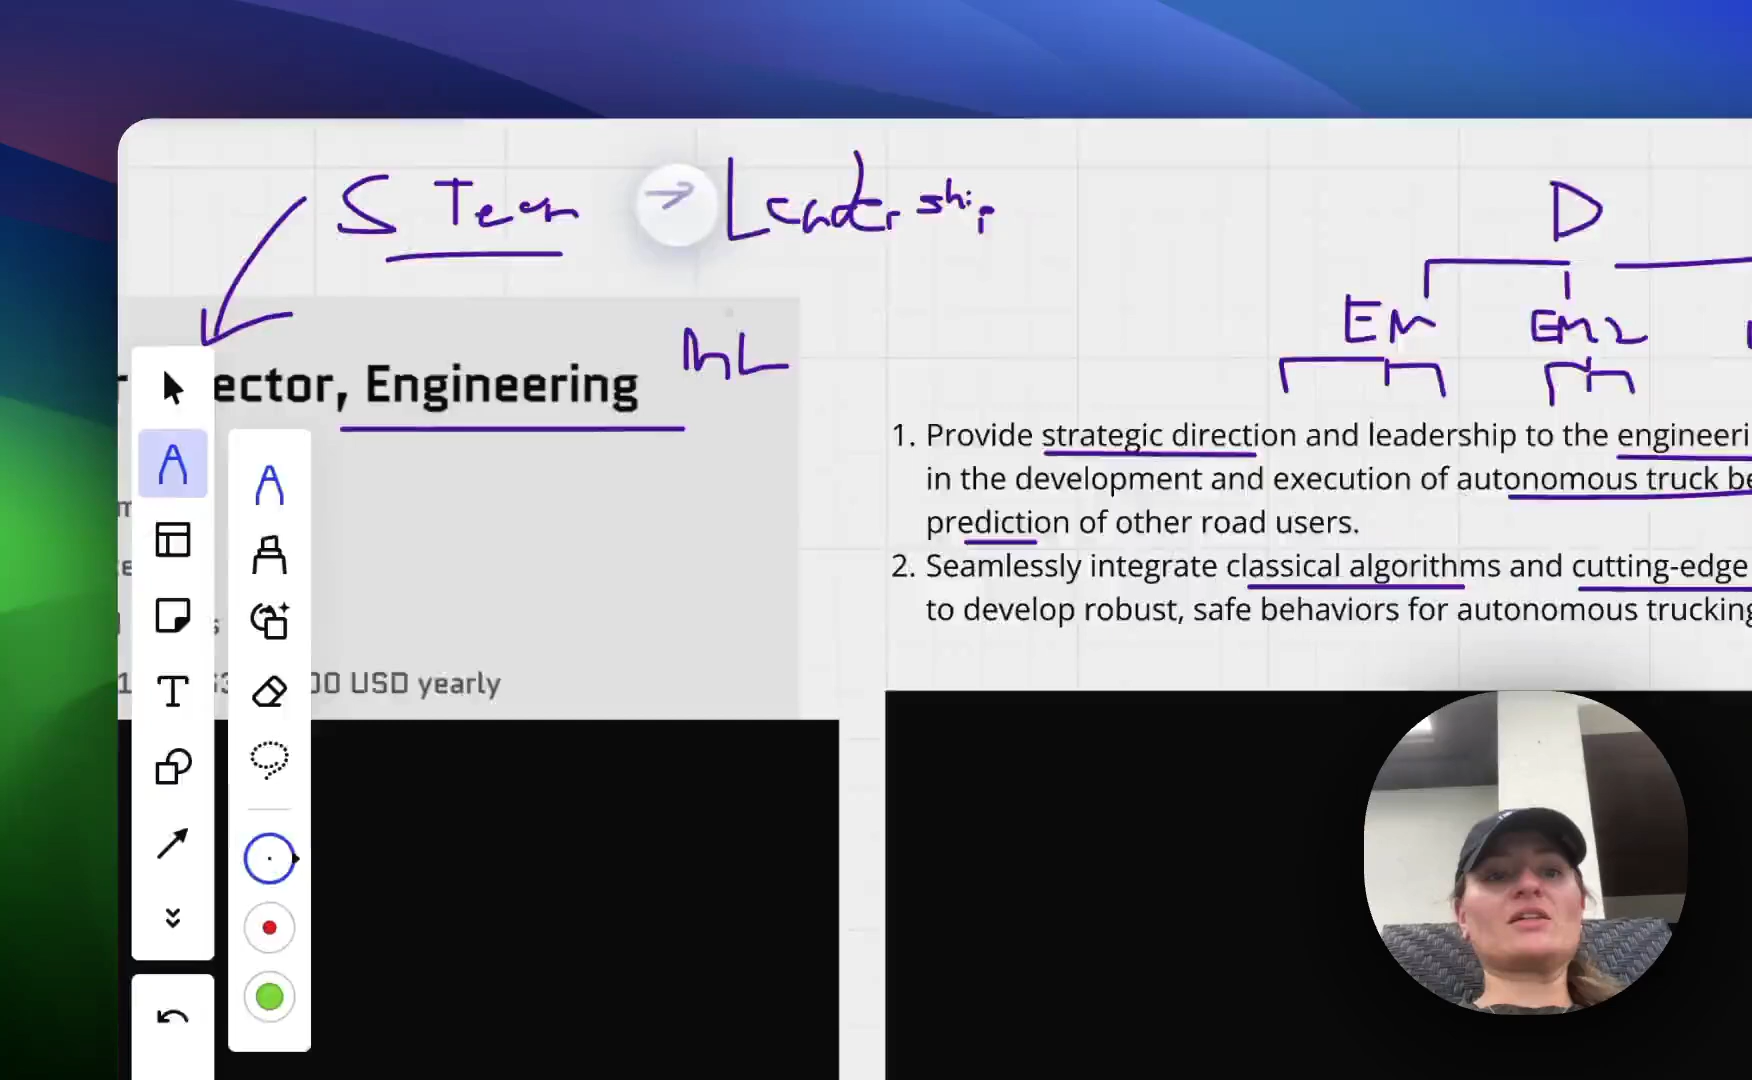 S Team → Leadership
D
EM EM2
ML
ector, Engineering
1. Provide strategic direction and leadership to the engineeri
in the development and execution of autonomous truck be
prediction of other road users.
2. Seamlessly integrate classical algorithms and cutting-edge
to develop robust, safe behaviors for autonomous trucking
00 USD yearly